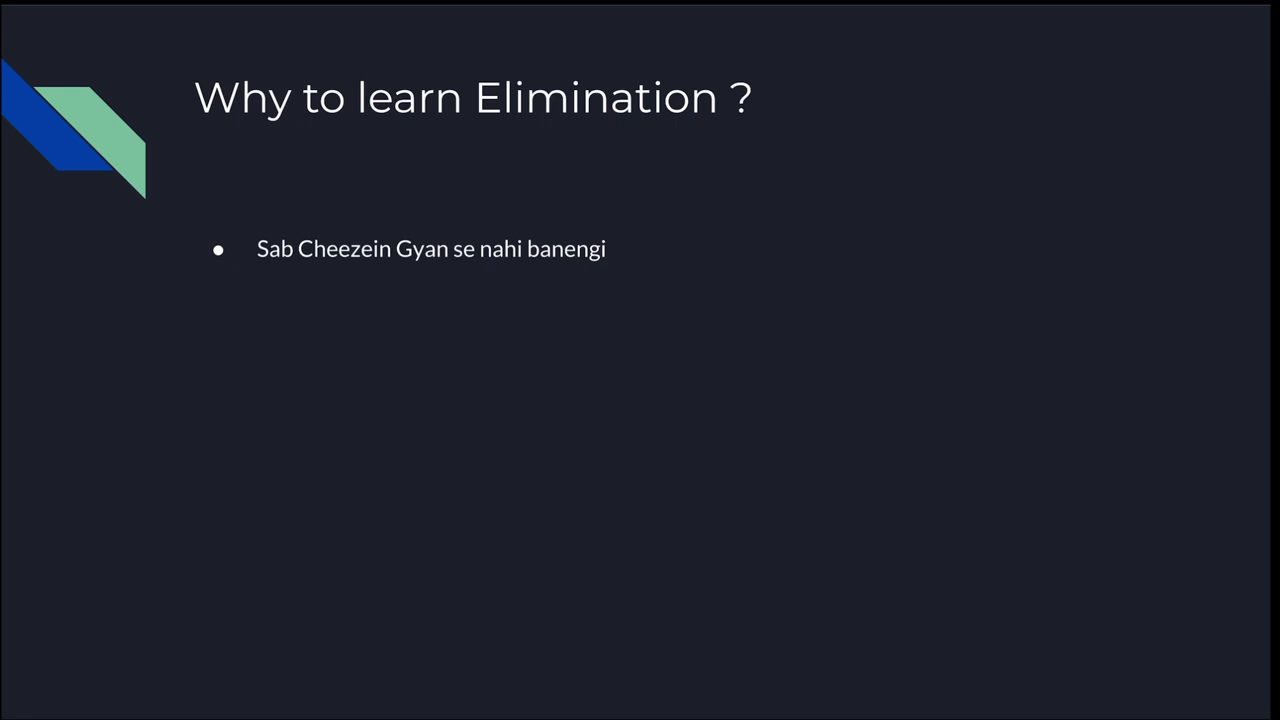 Why to learn Elimination ?
● Sab Cheezein Gyan se nahi banengi